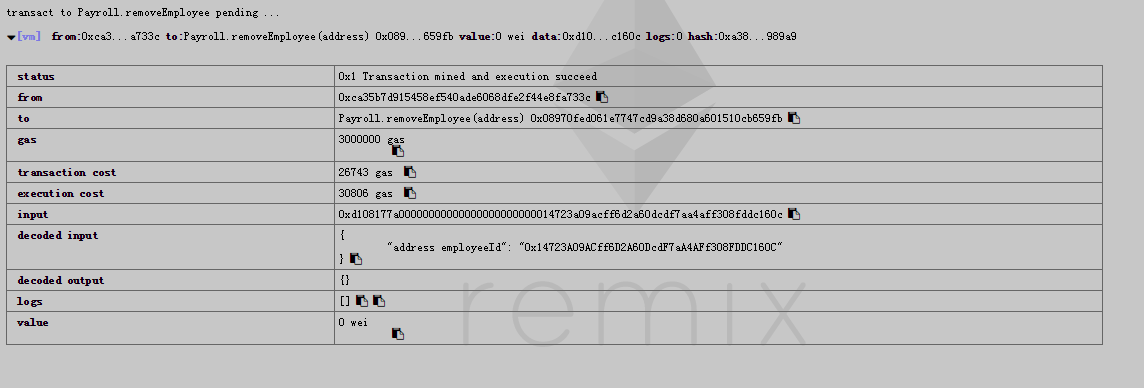 transact to Payroll.removeEmployee pending ...
[vm] from:0xca3...a733c to:Payroll.removeEmployee(address) 0x089...659fb value:0 wei data:0xd10...c160c logs:0 hash:0xa38...989a9
status 0x1 Transaction mined and execution succeed
from 0xca35b7d915458ef540ade6068dfe2f44e8fa733c
to Payroll.removeEmployee(address) 0x08970fed061e7747cd9a38d680a601510cb659fb
gas 3000000 gas
transaction cost 26743 gas
execution cost 30806 gas
input 0xd108177a00000000000000000000000014723a09acff6d2a60dcdf7aa4aff308fddc160c
decoded input {
"address employeeId": "0x14723A09ACff6D2A60DcdF7aA4AFf308FDDC160C"
}
decoded output {}
logs []
value 0 wei
remix